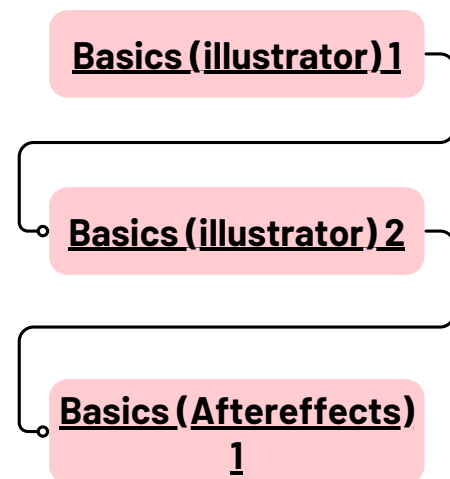 Basics (illustrator) 1
Basics (illustrator) 2
Basics (Aftereffects)
1